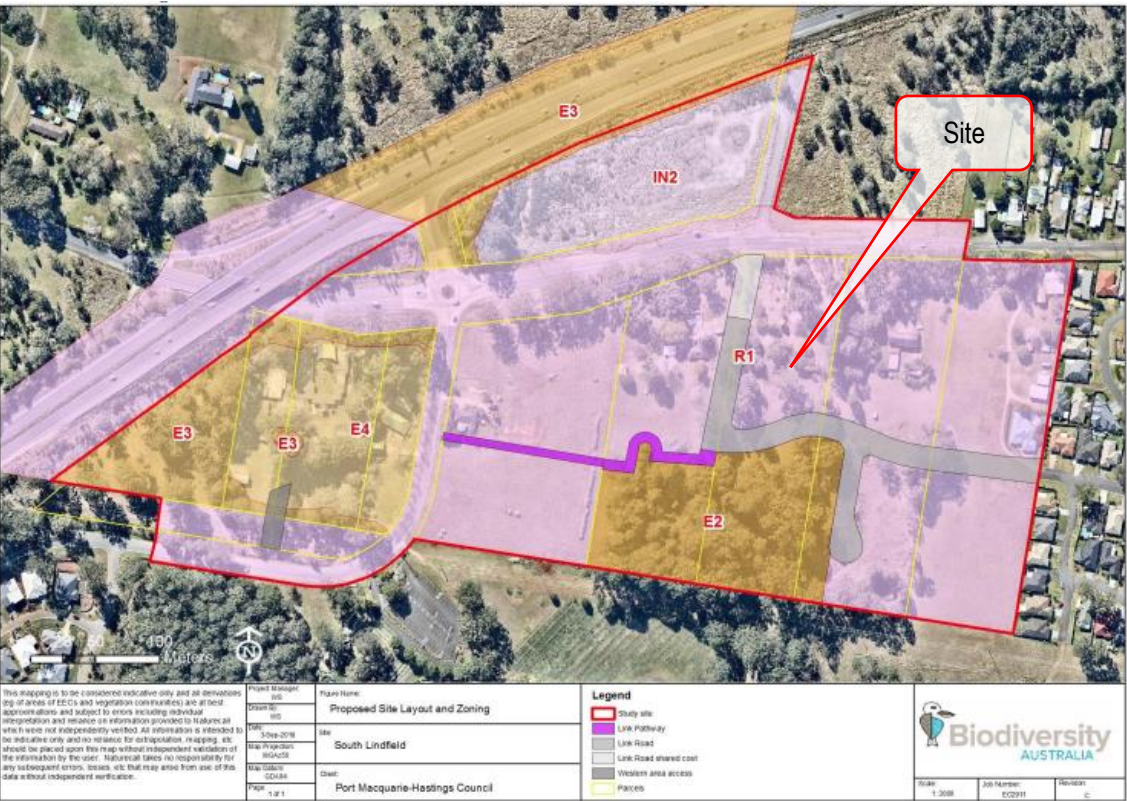 E3
Site
IN2
R1
E3
E3
E4
E2
100
Meters
N
This mapping is to be considered indicative only and all derivations
(eg of areas of EECs and vegetation communities) are at best
approximations and subject to errors including individual
interpretation and reliance on information provided to Naturecall
which were not independently verified. All information is intended to
be indicative only and no reliance for extrapolation, mapping, etc
should be placed upon this map without independent validation of
the information by the user. Naturecall takes no responsibility for
any subsequent errors, losses, etc that may arise from use of this
data without independent verification.
Project Manager:
WS
Drawn By:
WS
Date:
3-Sep-2018
Map Projection:
Map Datum:
Page:
1 of 1
Figure Name:
Proposed Site Layout and Zoning
Site:
South Lindfield
Client:
Port Macquarie-Hastings Council
Legend
Study site
Link Pathway
Link Road
Link Road shared cost
Western area access
Parcels
Biodiversity
AUSTRALIA
Scale:
Job Number:
Revision:
C